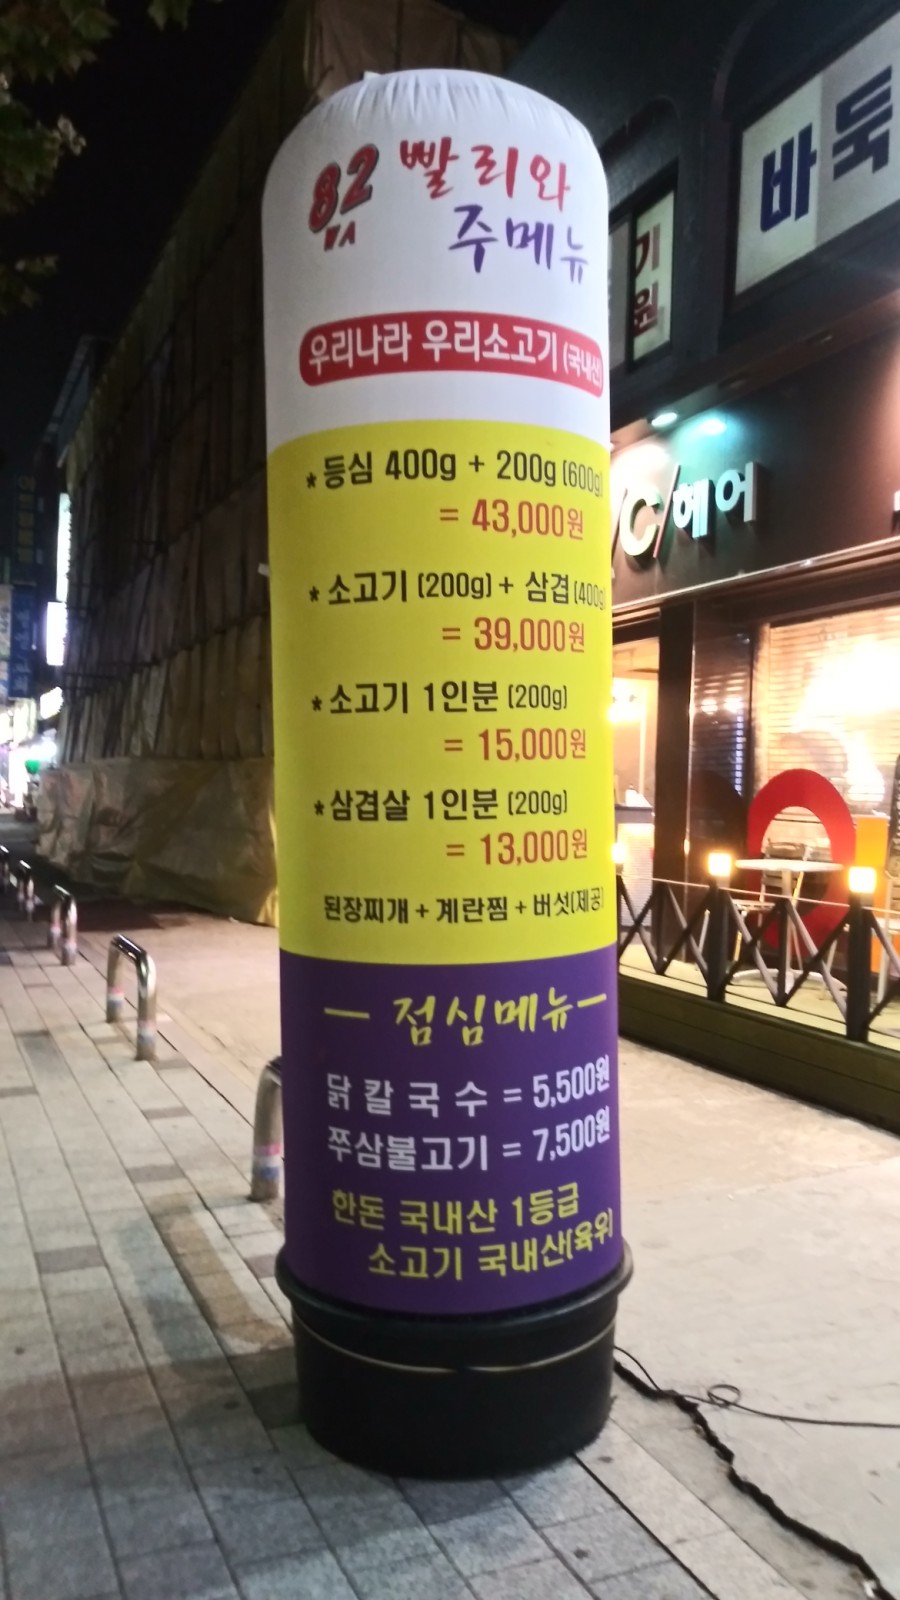 82 빨리와
주메뉴
우리나라 우리소고기 (국내산)
* 등심 400g + 200g (600g)
= 43,000원
* 소고기 (200g) + 삼겹 (400g
= 39,000원
* 소고기 1인분 (200g)
= 15,000원
* 삼겹살 1인분 (200g)
= 13,000원
된장찌개 + 계란찜 + 버섯(제공)
— 점심메뉴 —
닭칼국수 = 5,500원
쭈삼불고기 = 7,500원
한돈 국내산 1등급
소고기 국내산(육우)
바둑
기원
C/헤어